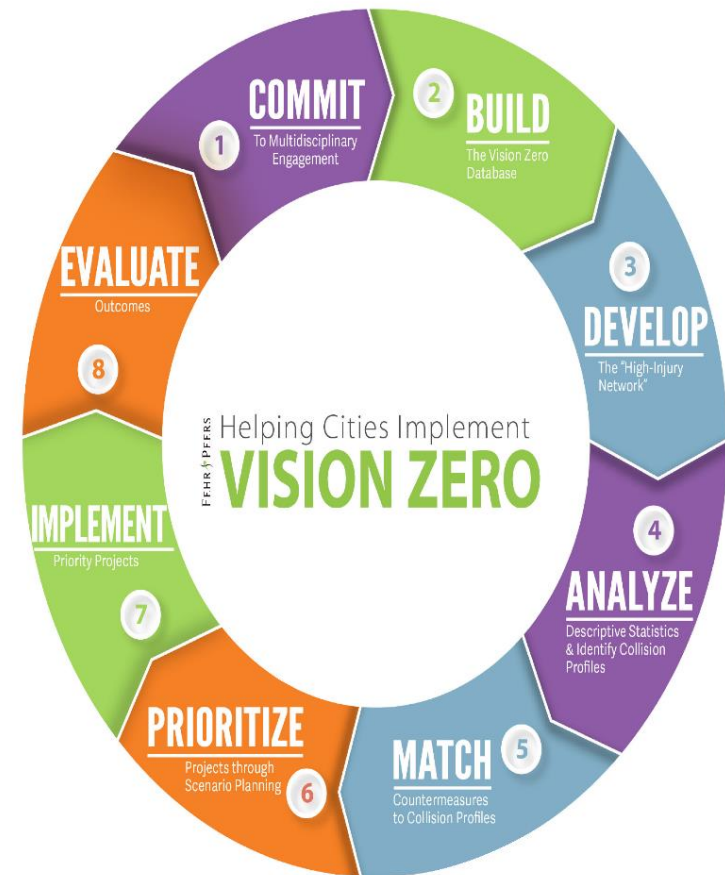 1
COMMIT
To Multidisciplinary
Engagement
2
BUILD
The Vision Zero
Database
3
DEVELOP
The "High-Injury
Network"
4
ANALYZE
Descriptive Statistics
& Identify Collision
Profiles
5
MATCH
Countermeasures
to Collision Profiles
6
PRIORITIZE
Projects through
Scenario Planning
7
IMPLEMENT
Priority Projects
8
EVALUATE
Outcomes
FEHR & PEERS
Helping Cities Implement
VISION ZERO